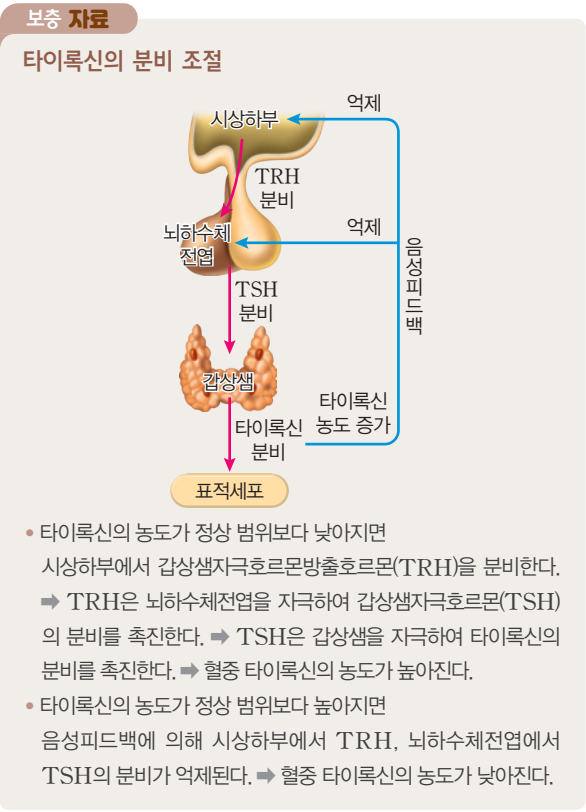 보충 자료
타이록신의 분비 조절
시상하부
억제
TRH
분비
뇌하수체
전엽
억제
음성피드백
TSH
분비
갑상샘
타이록신
분비
타이록신
농도 증가
표적세포
• 타이록신의 농도가 정상 범위보다 낮아지면
시상하부에서 갑상샘자극호르몬방출호르몬(TRH)을 분비한다.
➡ TRH은 뇌하수체전엽을 자극하여 갑상샘자극호르몬(TSH)
의 분비를 촉진한다. ➡ TSH은 갑상샘을 자극하여 타이록신의
분비를 촉진한다. ➡ 혈중 타이록신의 농도가 높아진다.
• 타이록신의 농도가 정상 범위보다 높아지면
음성피드백에 의해 시상하부에서 TRH, 뇌하수체전엽에서
TSH의 분비가 억제된다. ➡ 혈중 타이록신의 농도가 낮아진다.